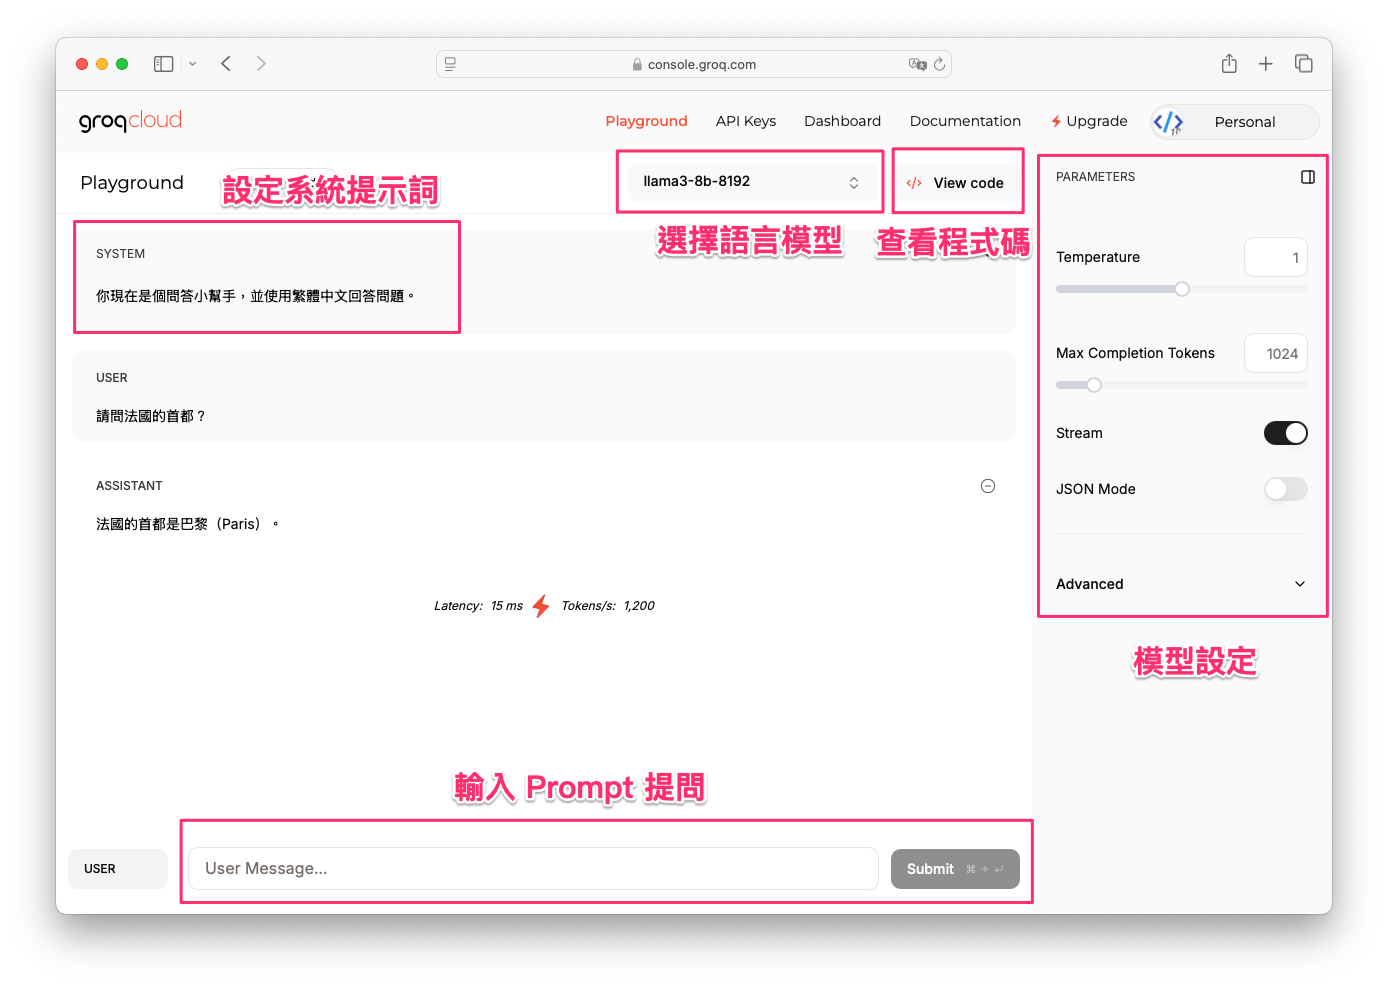 console.groq.com
groqcloud
Playground
API Keys
Dashboard
Documentation
Upgrade
Personal
Playground
設定系統提示詞
llama3-8b-8192
View code
選擇語言模型
查看程式碼
PARAMETERS
SYSTEM
你現在是個問答小幫手，並使用繁體中文回答問題。
Temperature
1
Max Completion Tokens
1024
USER
請問法國的首都？
Stream
ASSISTANT
JSON Mode
法國的首都是巴黎（Paris）。
Advanced
Latency: 15 ms
Tokens/s: 1,200
模型設定
輸入 Prompt 提問
USER
User Message...
Submit ⌘ + ↵